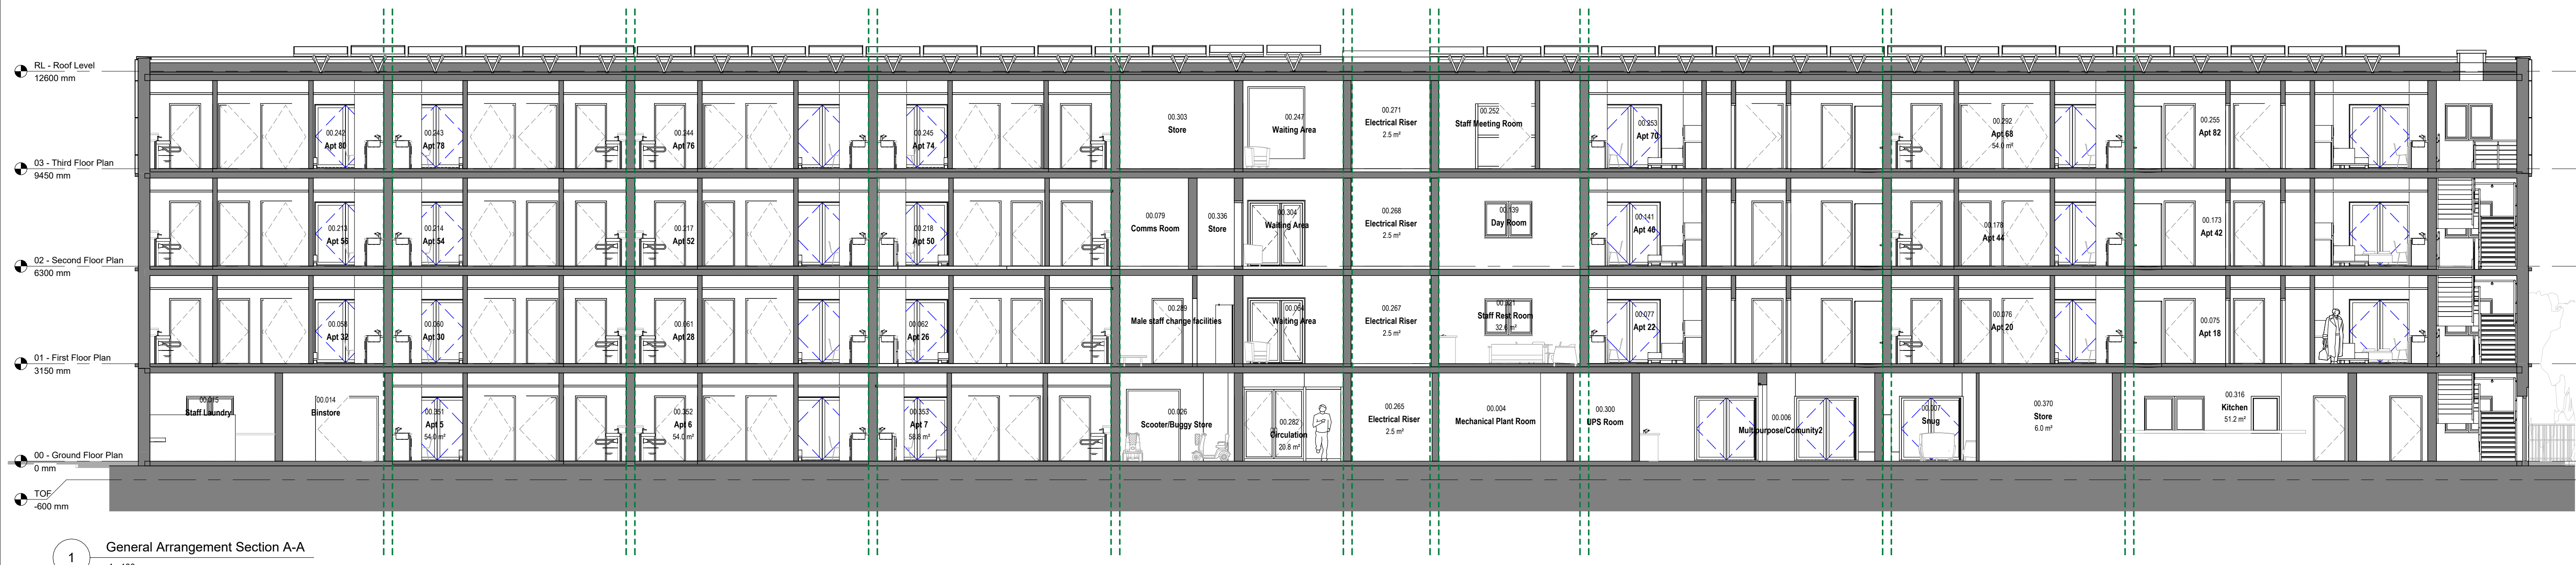 RL - Roof Level
12600 mm
00.242
Apt 80
00.243
Apt 78
00.244
Apt 76
00.245
Apt 74
00.303
Store
00.247
Waiting Area
00.271
Electrical Riser
2.5 m²
00.252
Staff Meeting Room
00.253
Apt 70
00.292
Apt 68
54.0 m²
00.255
Apt 82
03 - Third Floor Plan
9450 mm
00.213
Apt 56
00.214
Apt 54
00.217
Apt 52
00.218
Apt 50
00.079
Comms Room
00.336
Store
00.304
Waiting Area
00.268
Electrical Riser
2.5 m²
00.139
Day Room
00.141
Apt 46
00.178
Apt 44
00.173
Apt 42
02 - Second Floor Plan
6300 mm
00.058
Apt 32
00.060
Apt 30
00.061
Apt 28
00.062
Apt 26
00.289
Male staff change facilities
00.064
Waiting Area
00.267
Electrical Riser
2.5 m²
00.321
Staff Rest Room
32.6 m²
00.077
Apt 22
00.076
Apt 20
00.075
Apt 18
01 - First Floor Plan
3150 mm
00.015
Staff Laundry
00.014
Binstore
00.351
Apt 5
54.0 m²
00.352
Apt 6
54.0 m²
00.353
Apt 7
58.8 m²
00.026
Scooter/Buggy Store
00.282
Circulation
20.8 m²
00.265
Electrical Riser
2.5 m²
00.004
Mechanical Plant Room
00.300
UPS Room
00.006
Multipurpose/Comunity2
00.007
Snug
00.370
Store
6.0 m²
00.316
Kitchen
51.2 m²
00 - Ground Floor Plan
0 mm
TOF
-600 mm
1
General Arrangement Section A-A